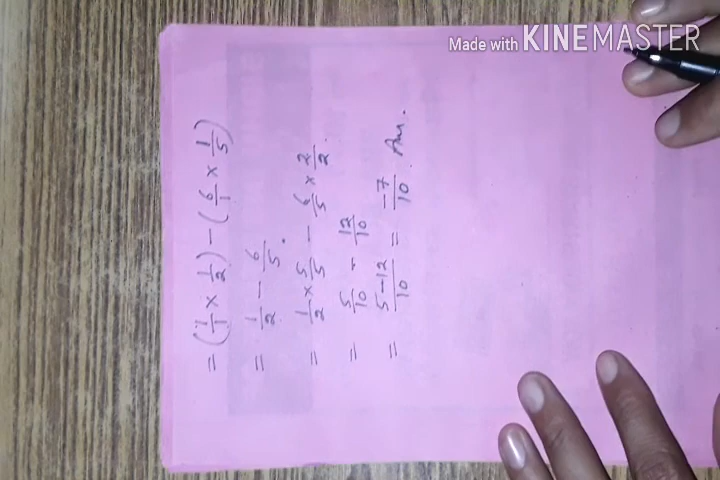 Made with KINEMASTER
= (1/1 × 1/2) − (6/1 × 1/5)
= 1/2 − 6/5.
= 1/2 × 5/5 − 6/5 × 2/2.
= 5/10 − 12/10
= 5−12/10 = −7/10 Ans.